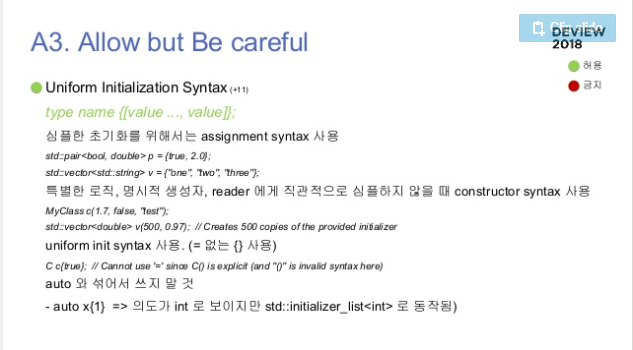 A3. Allow but Be careful
Clip slide
DEVIEW
2018
허용
금지
Uniform Initialization Syntax (+11)
type name {[value ..., value]};
심플한 초기화를 위해서는 assignment syntax 사용
std::pair<bool, double> p = {true, 2.0};
std::vector<std::string> v = {"one", "two", "three"};
특별한 로직, 명시적 생성자, reader 에게 직관적으로 심플하지 않을 때 constructor syntax 사용
MyClass c(1.7, false, "test");
std::vector<double> v(500, 0.97); // Creates 500 copies of the provided initializer
uniform init syntax 사용. (= 없는 {} 사용)
C c{true}; // Cannot use '=' since C() is explicit (and "()" is invalid syntax here)
auto 와 섞어서 쓰지 말 것
- auto x{1} => 의도가 int 로 보이지만 std::initializer_list<int> 로 동작됨)